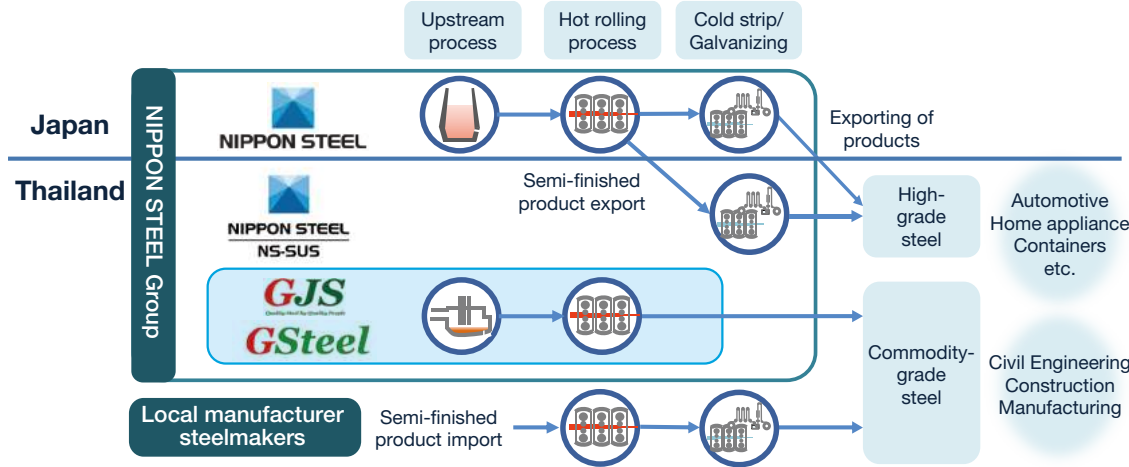 Upstream
process
Hot rolling
process
Cold strip/
Galvanizing
NIPPON STEEL Group
Japan
NIPPON STEEL
Exporting of
products
Thailand
NIPPON STEEL
NS-SUS
Semi-finished
product export
High-
grade
steel
Automotive
Home appliance
Containers
etc.
GJS
GSteel
Commodity-
grade
steel
Civil Engineering
Construction
Manufacturing
Local manufacturer
steelmakers
Semi-finished
product import